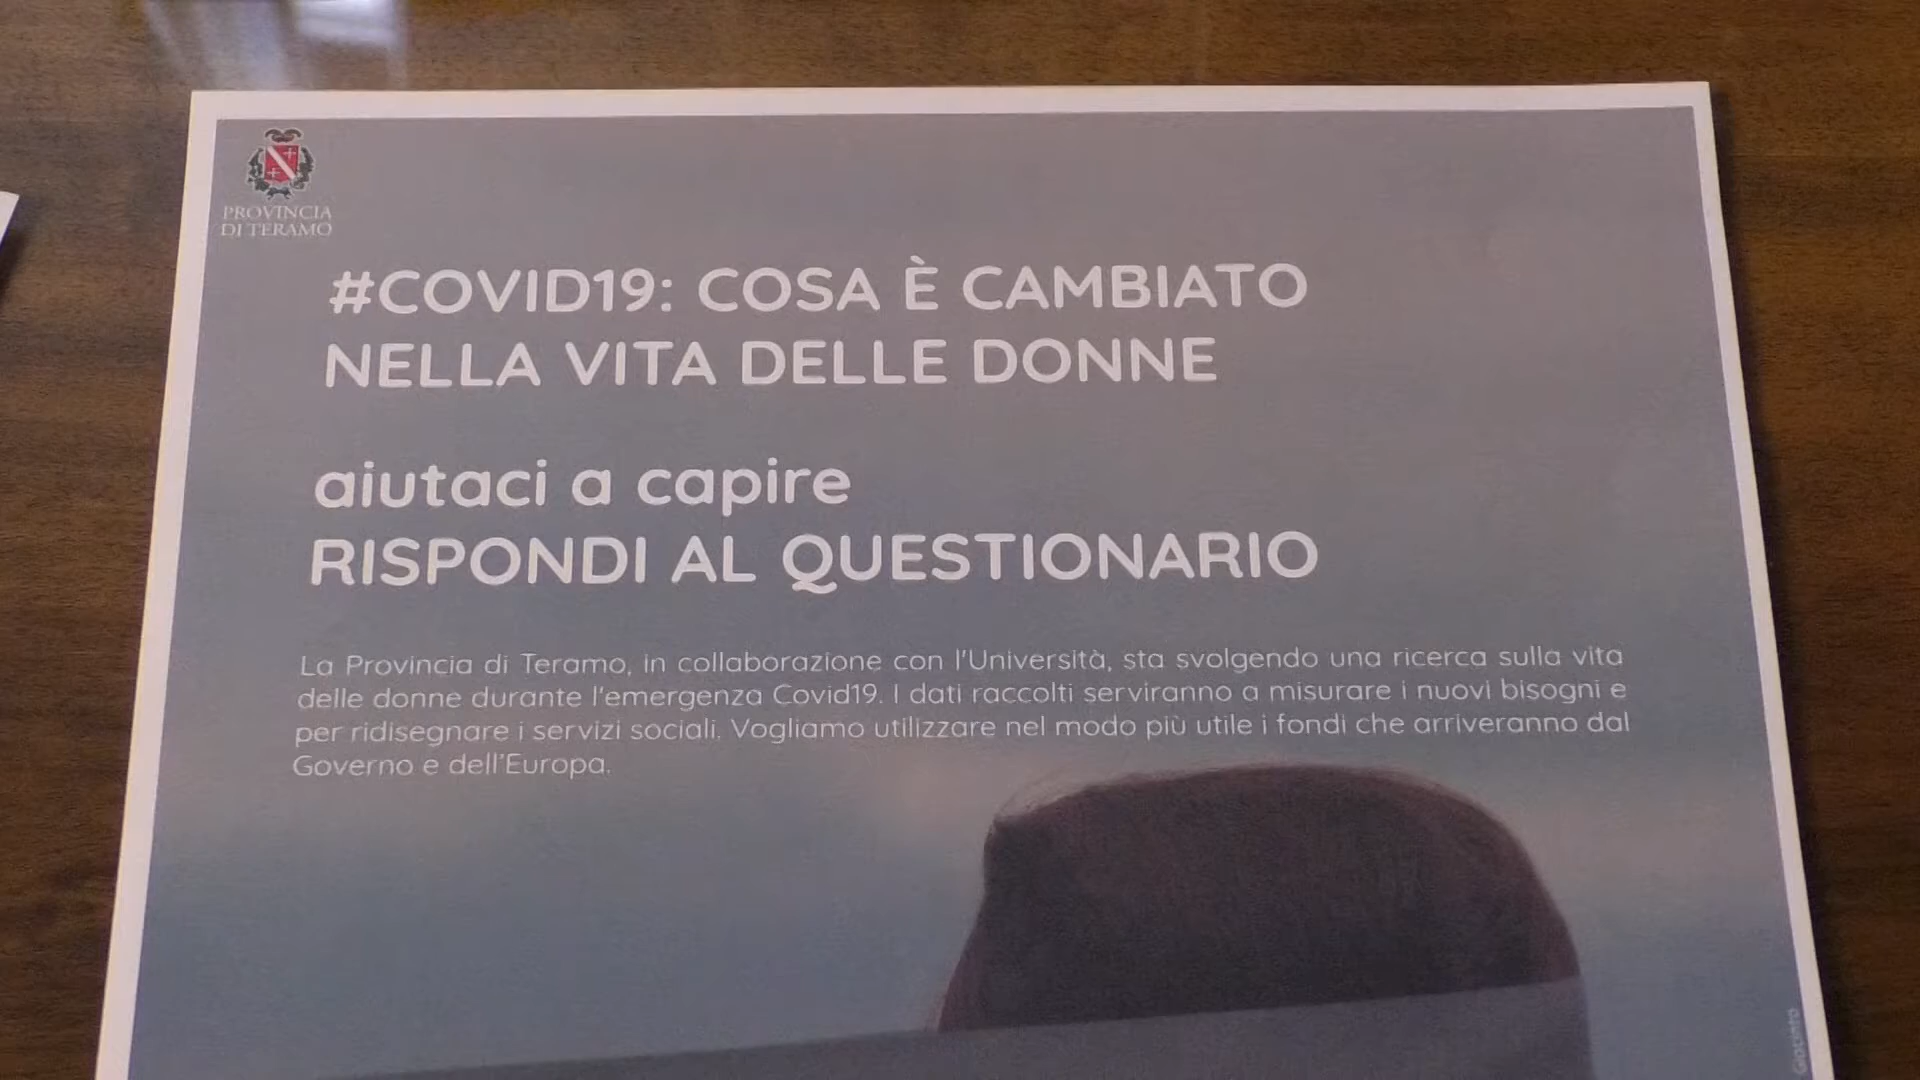 PROVINCIA
DI TERAMO
#COVID19: COSA È CAMBIATO
NELLA VITA DELLE DONNE
aiutaci a capire
RISPONDI AL QUESTIONARIO
La Provincia di Teramo, in collaborazione con l'Università, sta svolgendo una ricerca sulla vita
delle donne durante l'emergenza Covid19. I dati raccolti serviranno a misurare i nuovi bisogni e
per ridisegnare i servizi sociali. Vogliamo utilizzare nel modo più utile i fondi che arriveranno dal
Governo e dell'Europa.